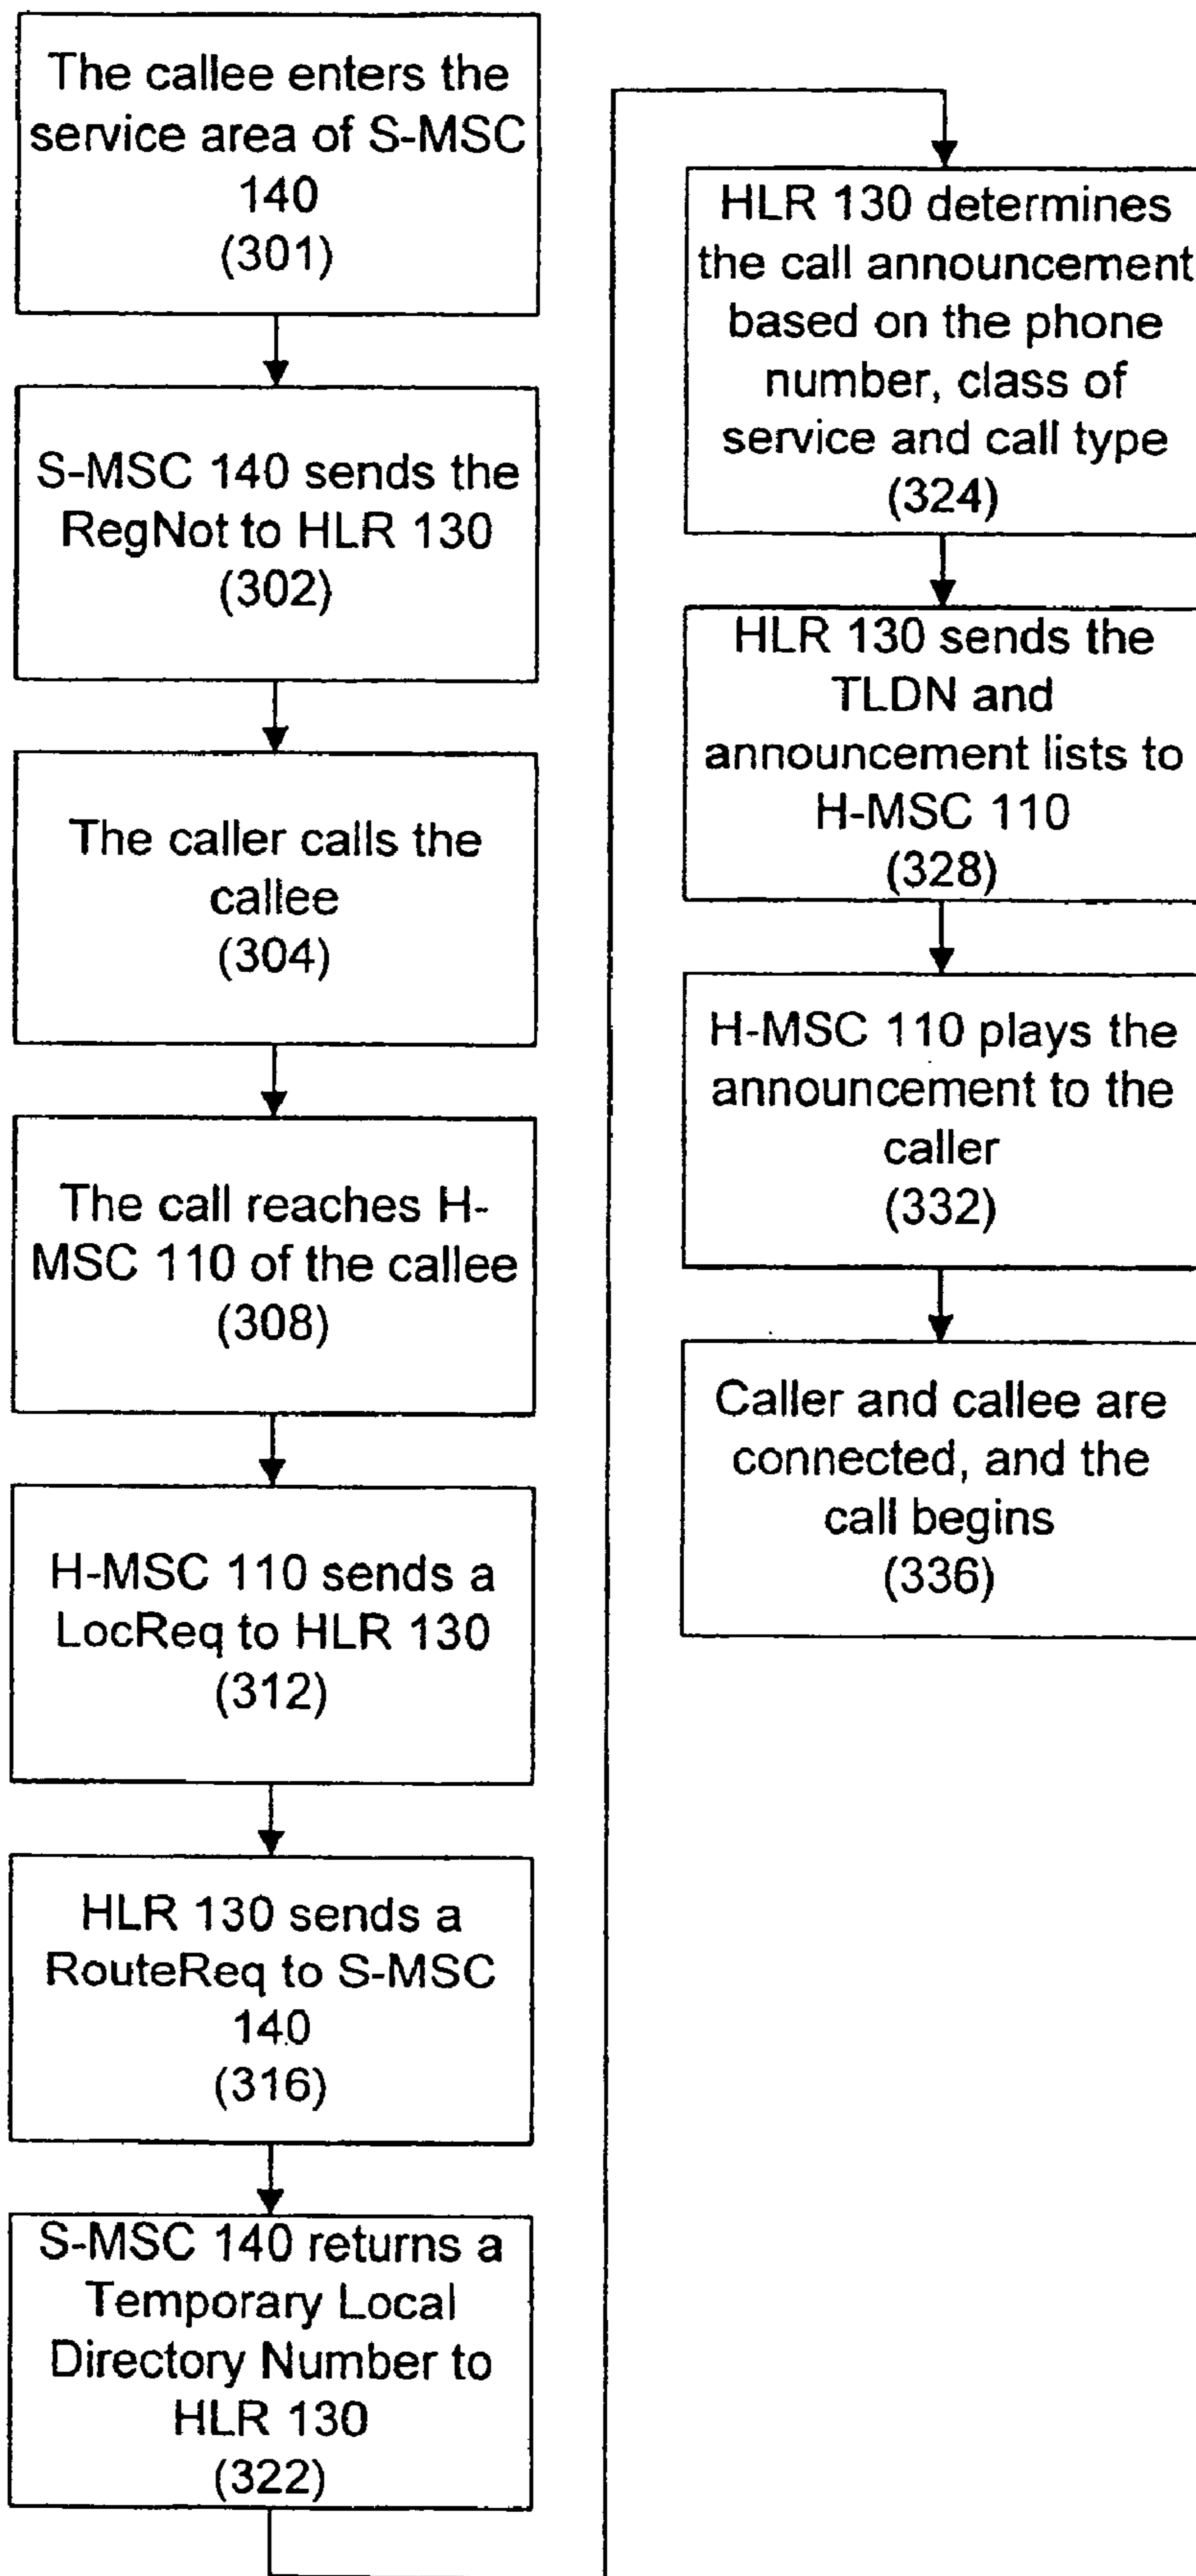 The callee enters the
service area of S-MSC
140
(301)
S-MSC 140 sends the
RegNot to HLR 130
(302)
The caller calls the
callee
(304)
The call reaches H-
MSC 110 of the callee
(308)
H-MSC 110 sends a
LocReq to HLR 130
(312)
HLR 130 sends a
RouteReq to S-MSC
140
(316)
S-MSC 140 returns a
Temporary Local
Directory Number to
HLR 130
(322)
HLR 130 determines
the call announcement
based on the phone
number, class of
service and call type
(324)
HLR 130 sends the
TLDN and
announcement lists to
H-MSC 110
(328)
H-MSC 110 plays the
announcement to the
caller
(332)
Caller and callee are
connected, and the
call begins
(336)